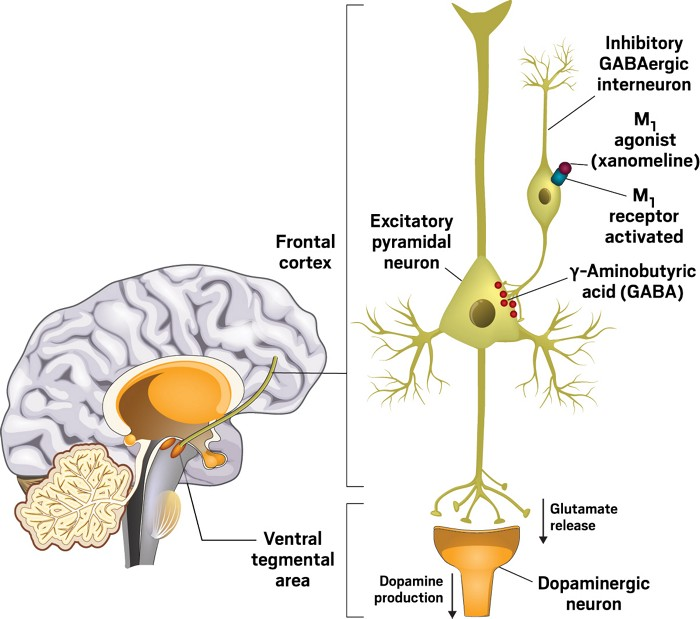 Inhibitory
GABAergic
interneuron
M1
agonist
(xanomeline)
M1
receptor
activated
Excitatory
pyramidal
neuron
γ-Aminobutyric
acid (GABA)
Frontal
cortex
Glutamate
release
Ventral
tegmental
area
Dopamine
production
Dopaminergic
neuron